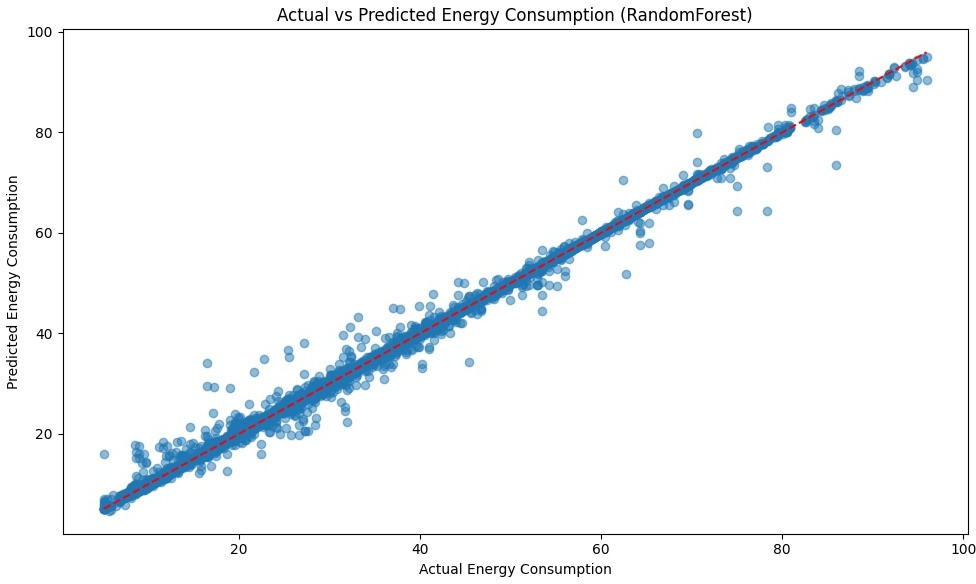 Actual vs Predicted Energy Consumption (RandomForest)
100
80
60
40
20
Predicted Energy Consumption
20 40 60 80 100
Actual Energy Consumption